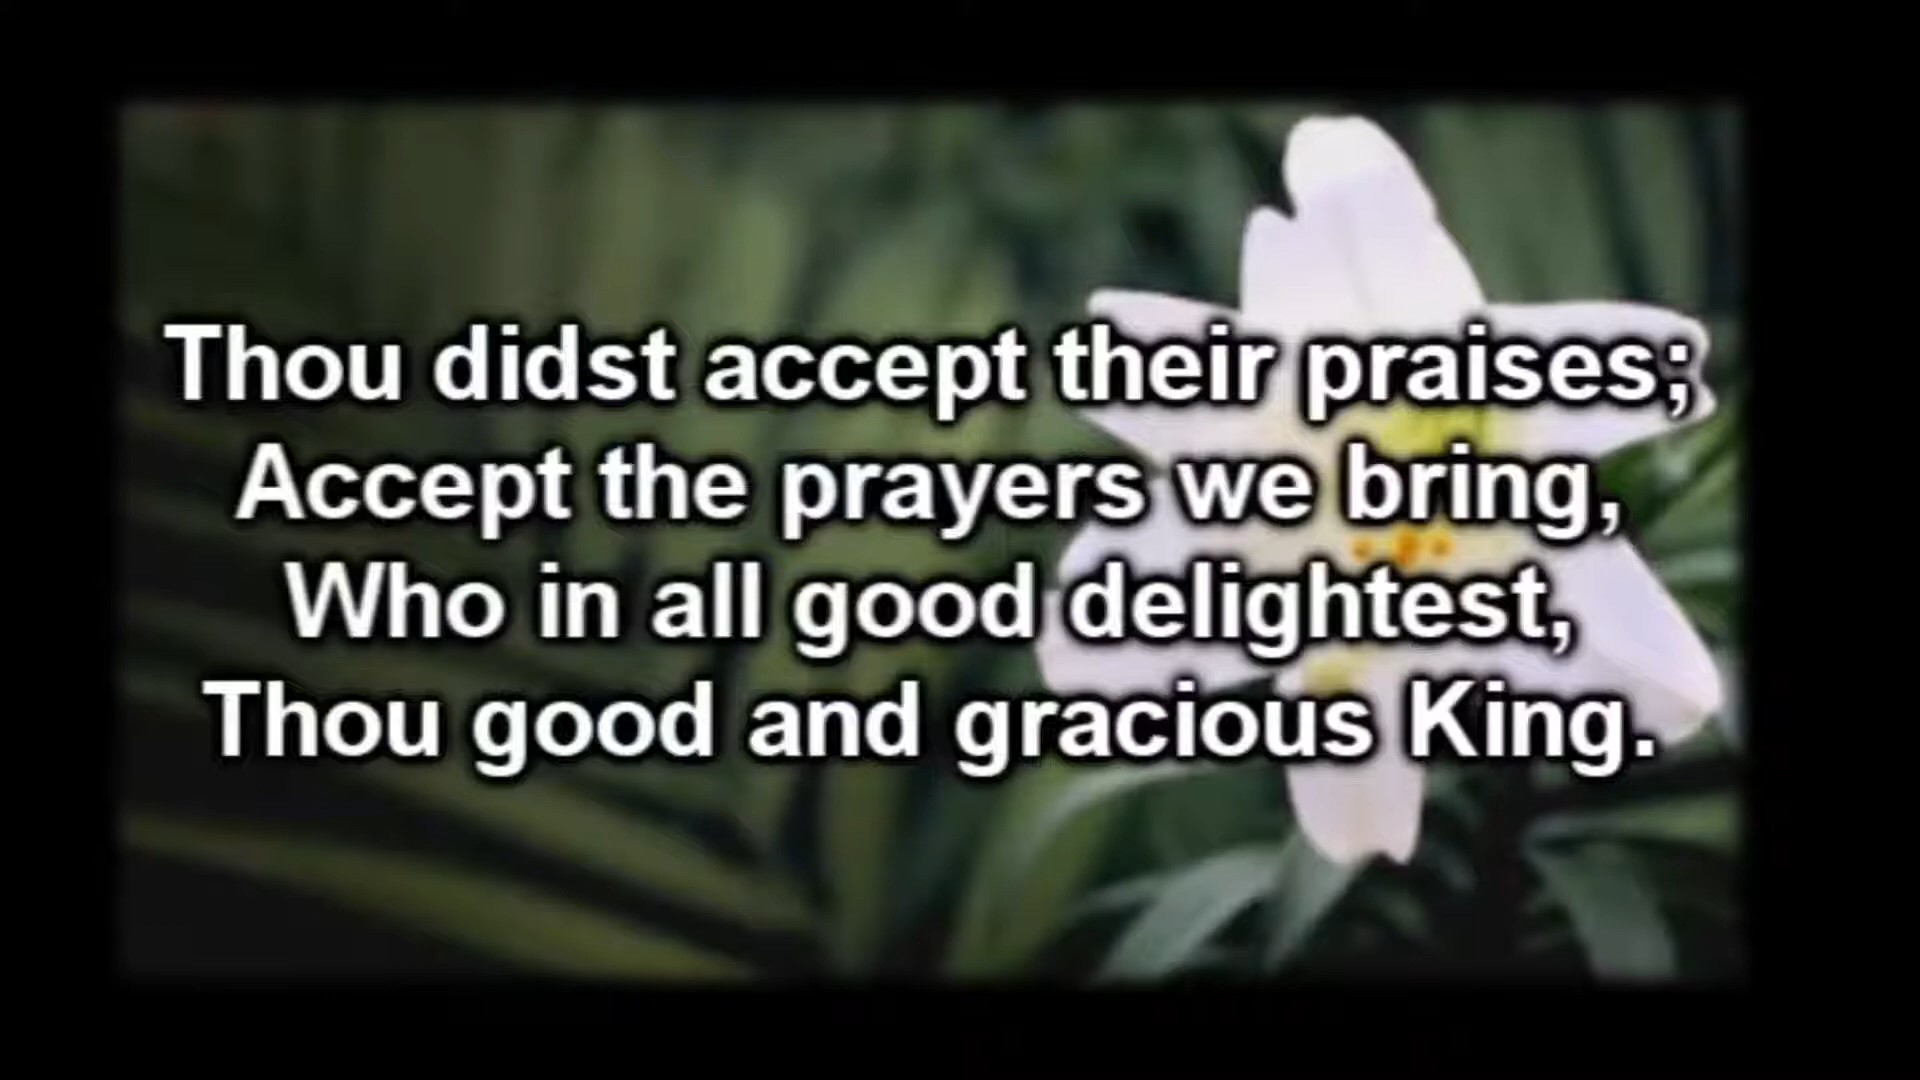 Thou didst accept their praises;
Accept the prayers we bring,
Who in all good delightest,
Thou good and gracious King.